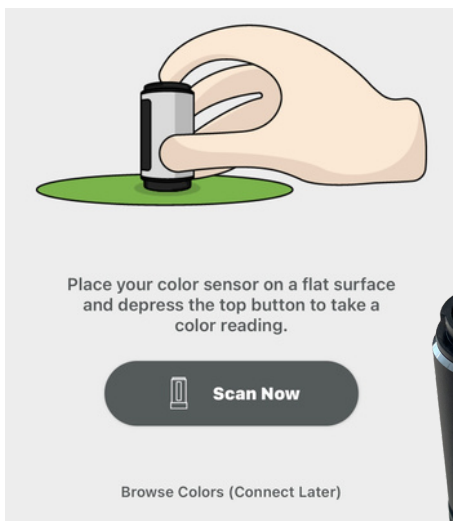 Place your color sensor on a flat surface
and depress the top button to take a
color reading.
Scan Now
Browse Colors (Connect Later)